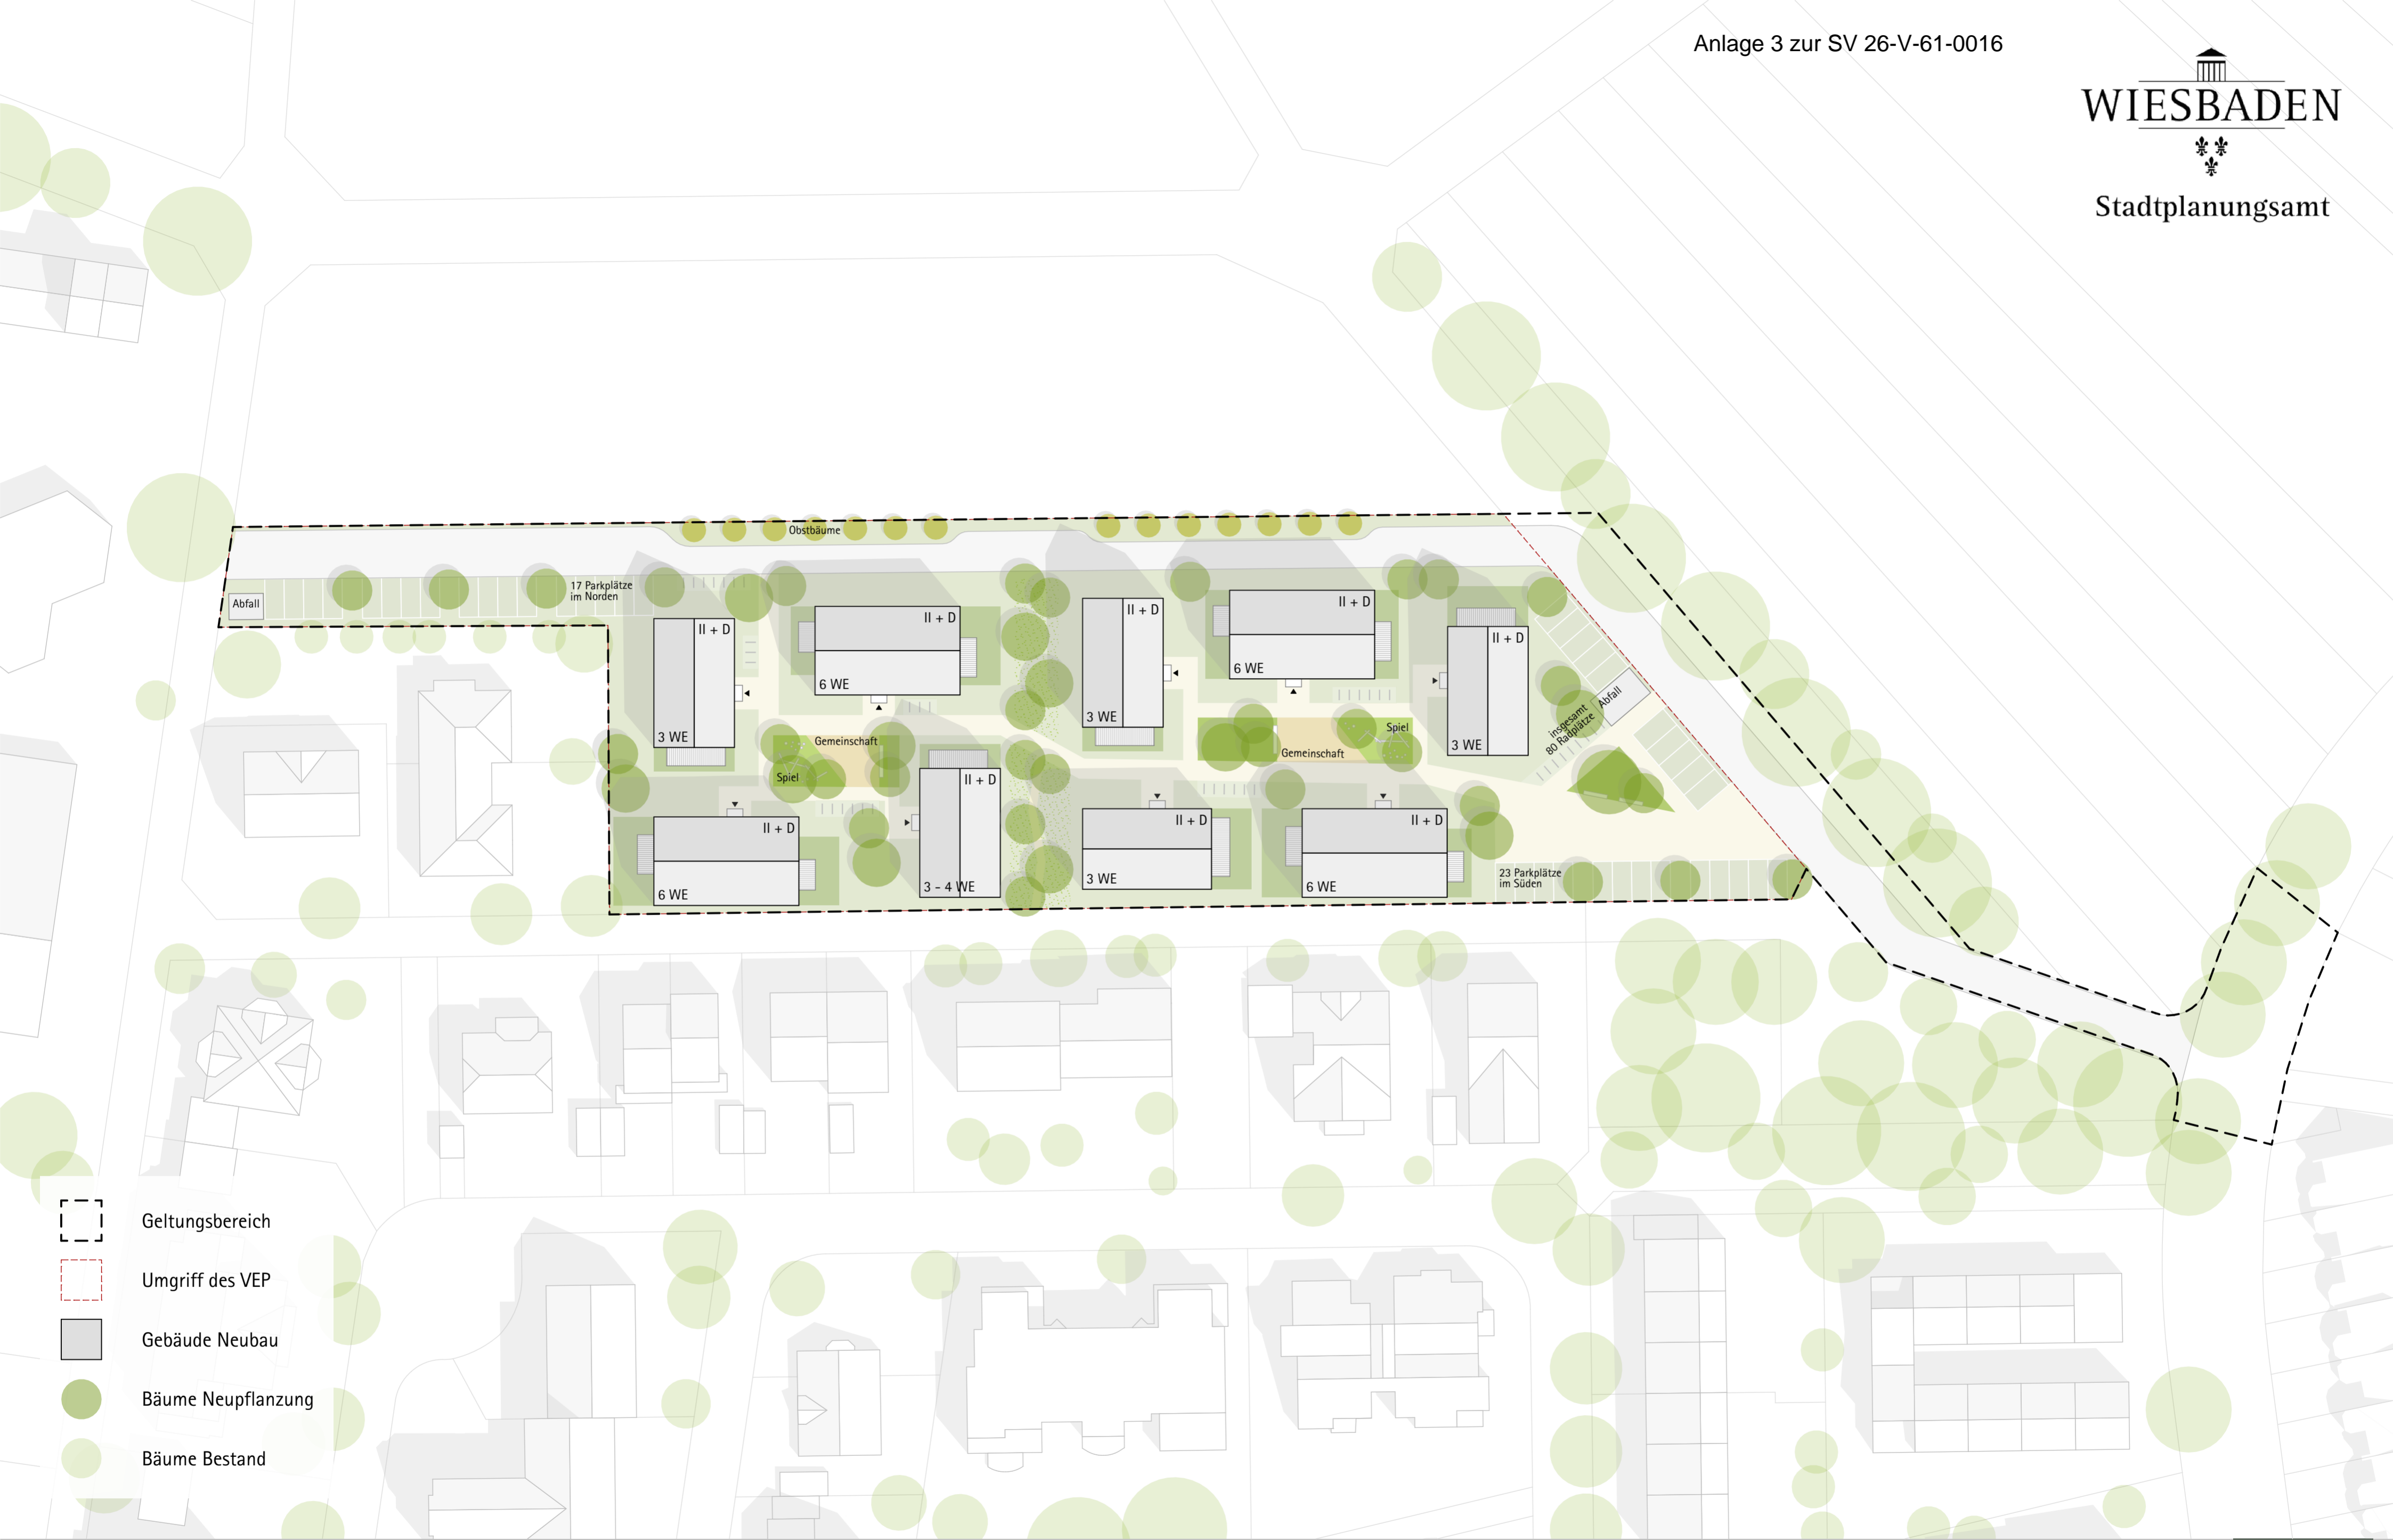 Anlage 3 zur SV 26-V-61-0016
WIESBADEN
Stadtplanungsamt
Obstbäume
17 Parkplätze
im Norden
Abfall
II + D
3 WE
II + D
6 WE
II + D
3 WE
II + D
6 WE
II + D
3 WE
Gemeinschaft
Spiel
Gemeinschaft
Spiel
Abfall
insgesamt
80 Radplätze
II + D
6 WE
II + D
3 - 4 WE
II + D
3 WE
II + D
6 WE
23 Parkplätze
im Süden
Geltungsbereich
Umgriff des VEP
Gebäude Neubau
Bäume Neupflanzung
Bäume Bestand